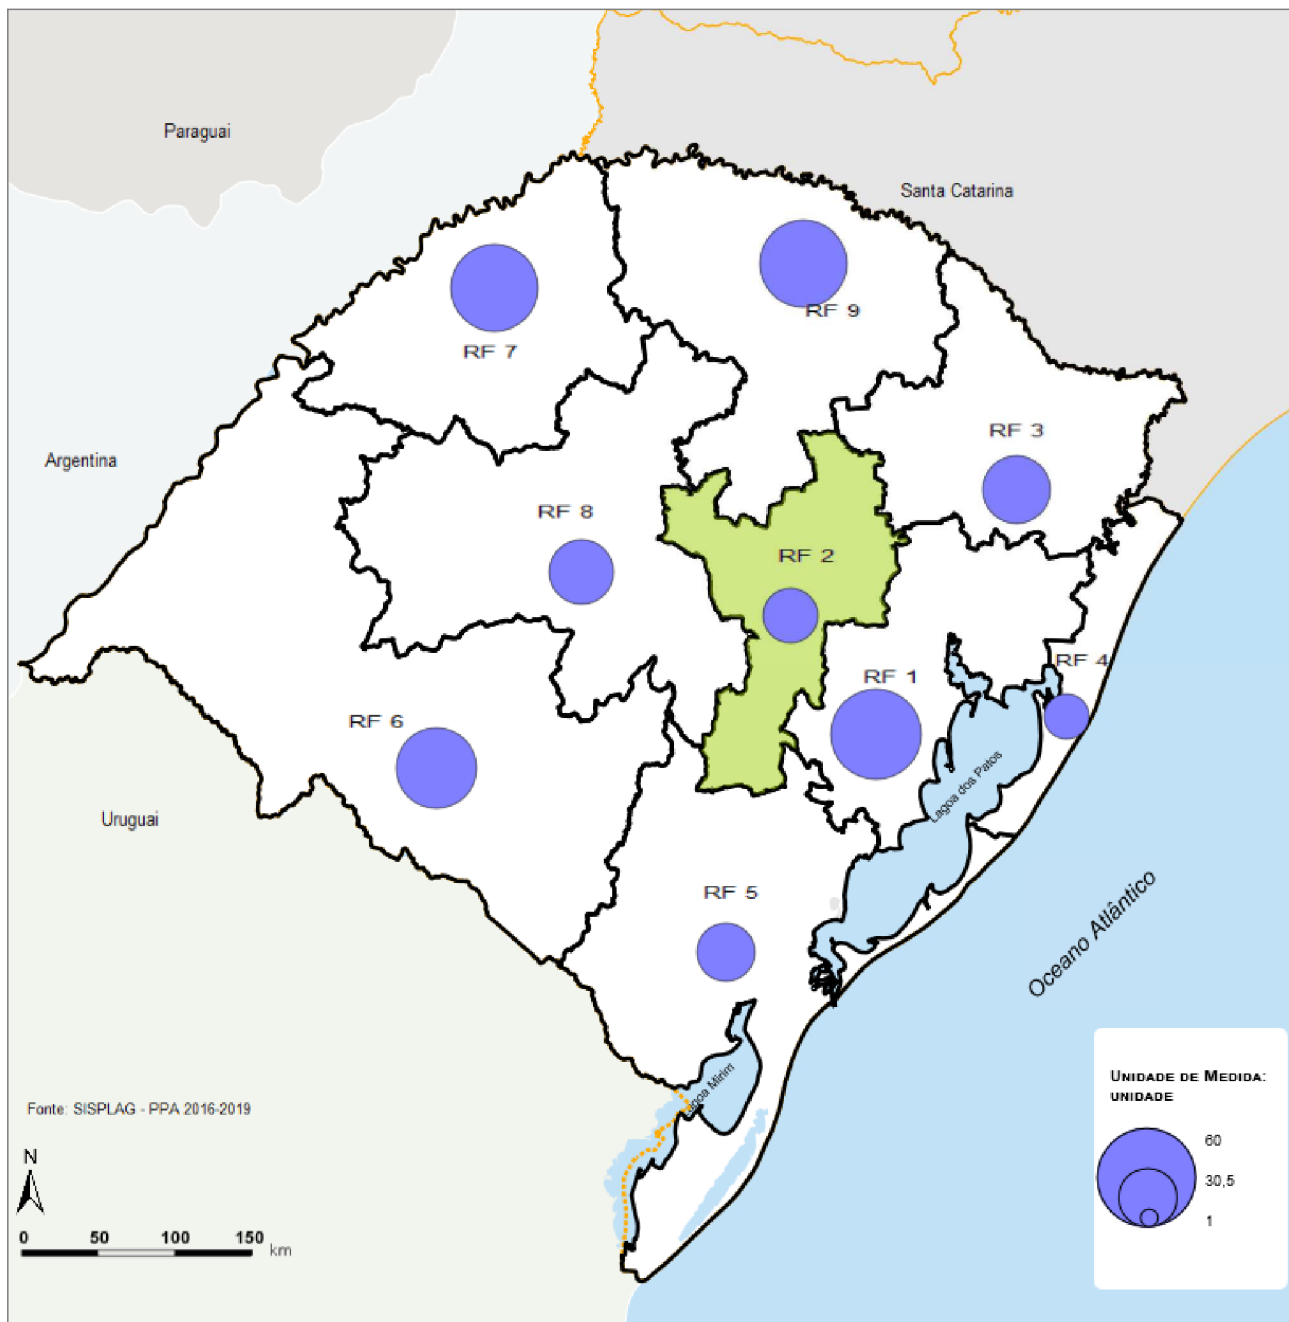 Paraguai
Santa Catarina
RF 9
RF 7
RF 3
Argentina
RF 8
RF 2
RF 4
RF 1
RF 6
Lagoa dos Patos
Uruguai
RF 5
Oceano Atlântico
UNIDADE DE MEDIDA:
UNIDADE
60
30,5
1
Lagoa Mirim
Fonte: SISPLAG - PPA 2016-2019
N
0 50 100 150
km